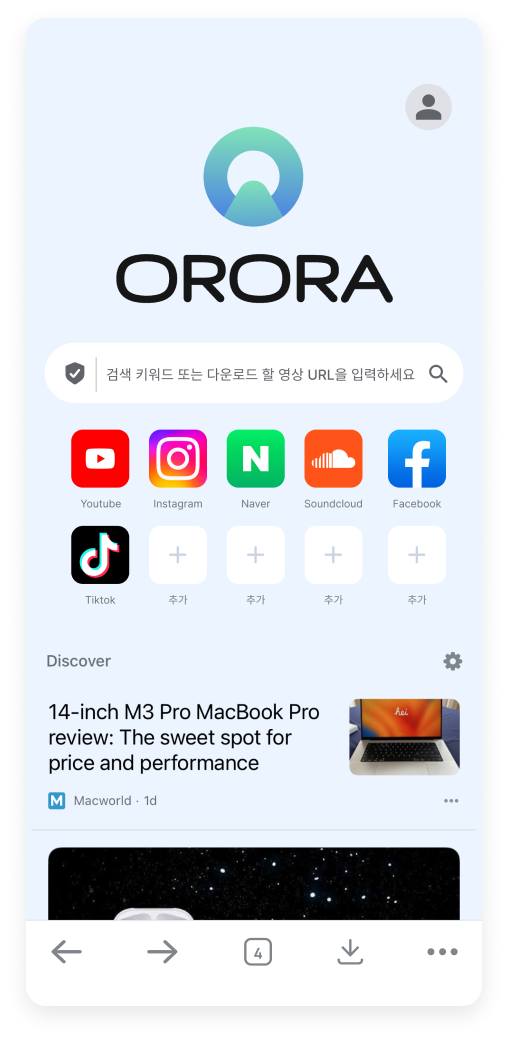 ORORA
검색 키워드 또는 다운로드 할 영상 URL을 입력하세요
Youtube
Instagram
N
Naver
Soundcloud
Facebook
Tiktok
추가
추가
추가
추가
Discover
14-inch M3 Pro MacBook Pro
review: The sweet spot for
price and performance
hei
M Macworld · 1d
4